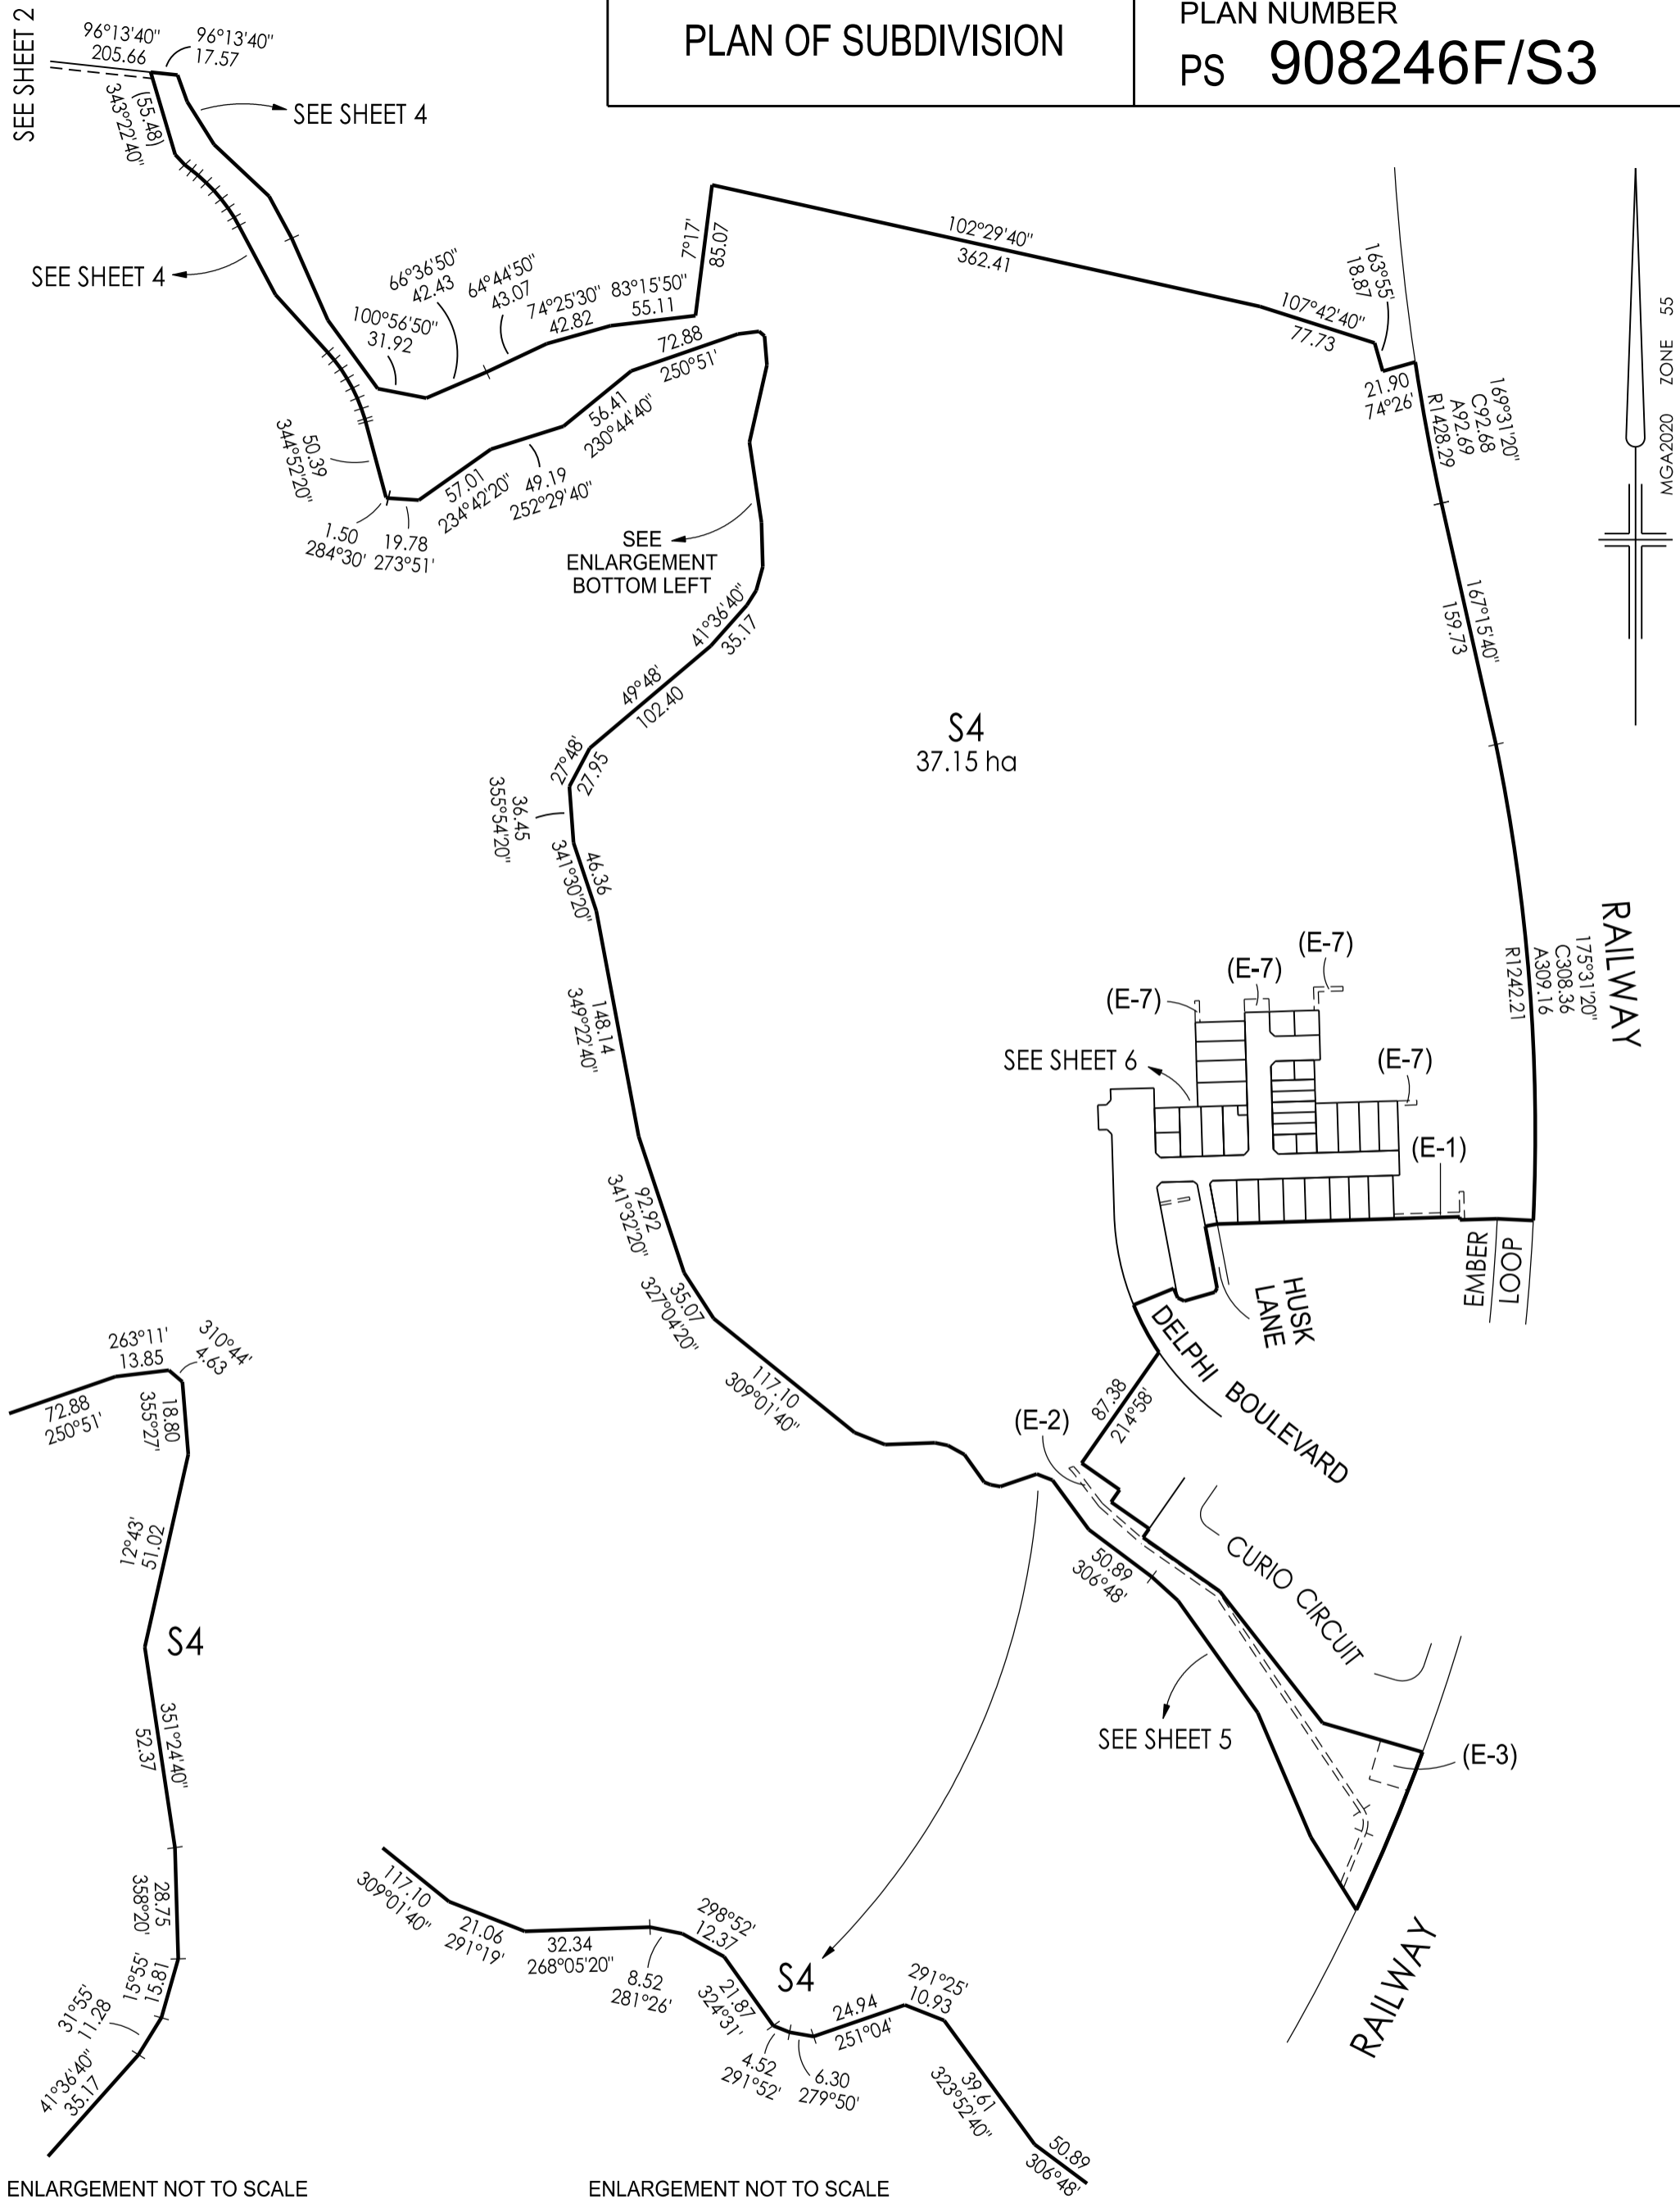 SEE SHEET 2
PLAN OF SUBDIVISION
PLAN NUMBER
PS 908246F/S3
96°13'40"
205.66
96°13'40"
17.57
(55.48)
343°22'40"
SEE SHEET 4
SEE SHEET 4
66°36'50"
42.43
64°44'50"
43.07
100°56'50"
31.92
74°25'30"
42.82
83°15'50"
55.11
7°17'
85.07
102°29'40"
362.41
163°55'
18.87
107°42'40"
77.73
21.90
74°26'
169°31'20"
C92.68
A92.69
R1428.29
MGA2020 ZONE 55
72.88
250°51'
56.41
230°44'40"
49.19
252°29'40"
57.01
234°42'20"
50.39
344°52'20"
1.50
284°30'
19.78
273°51'
SEE
ENLARGEMENT
BOTTOM LEFT
41°36'40"
35.17
167°15'40"
159.73
49°48'
102.40
27°48'
27.95
36.45
355°54'20"
46.36
341°30'20"
S4
37.15 ha
148.14
349°22'40"
175°31'20"
C308.36
A309.16
R1242.21
RAILWAY
(E-7)
(E-7)
(E-7)
SEE SHEET 6
(E-7)
(E-1)
92.92
341°32'20"
35.07
327°04'20"
117.10
309°01'40"
EMBER
LOOP
HUSK
LANE
DELPHI BOULEVARD
87.38
214°58'
(E-2)
CURIO CIRCUIT
50.89
306°48'
SEE SHEET 5
(E-3)
RAILWAY
263°11'
13.85
310°44'
4.63
72.88
250°51'
18.80
355°27'
12°43'
51.02
S4
351°24'40"
52.37
28.75
358°20'
15°55'
15.81
31°55'
11.28
41°36'40"
35.17
ENLARGEMENT NOT TO SCALE
117.10
309°01'40"
21.06
291°19'
32.34
268°05'20"
8.52
281°26'
298°52'
12.37
21.87
324°31'
S4
4.52
291°52'
6.30
279°50'
24.94
251°04'
291°25'
10.93
39.61
323°52'40"
50.89
306°48'
ENLARGEMENT NOT TO SCALE